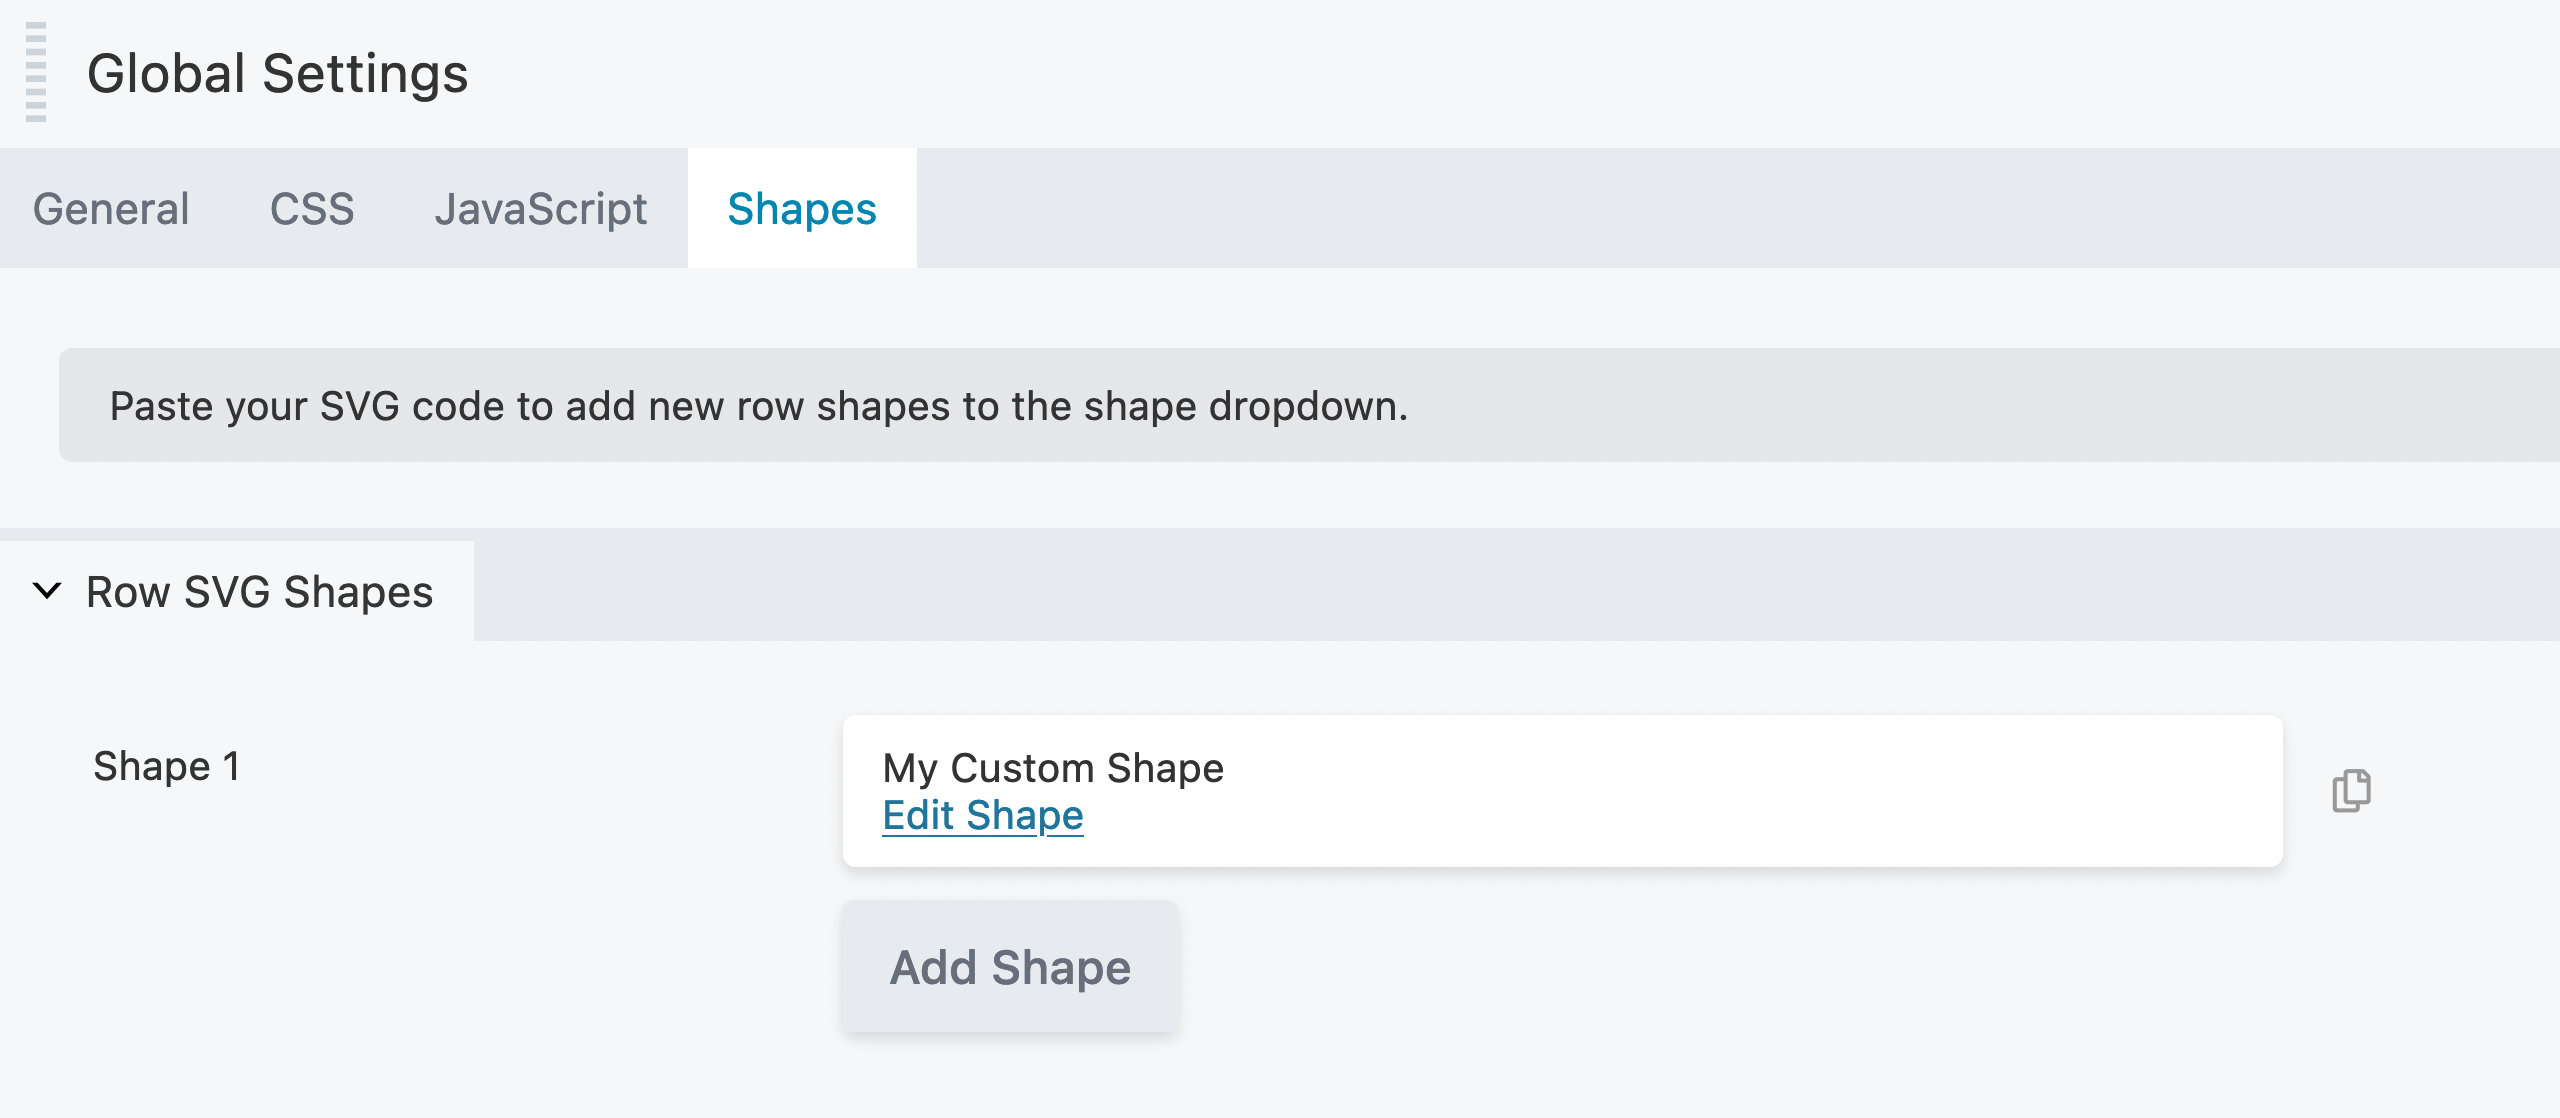 Global Settings
General CSS JavaScript Shapes
Paste your SVG code to add new row shapes to the shape dropdown.
Row SVG Shapes
Shape 1
My Custom Shape
Edit Shape
Add Shape